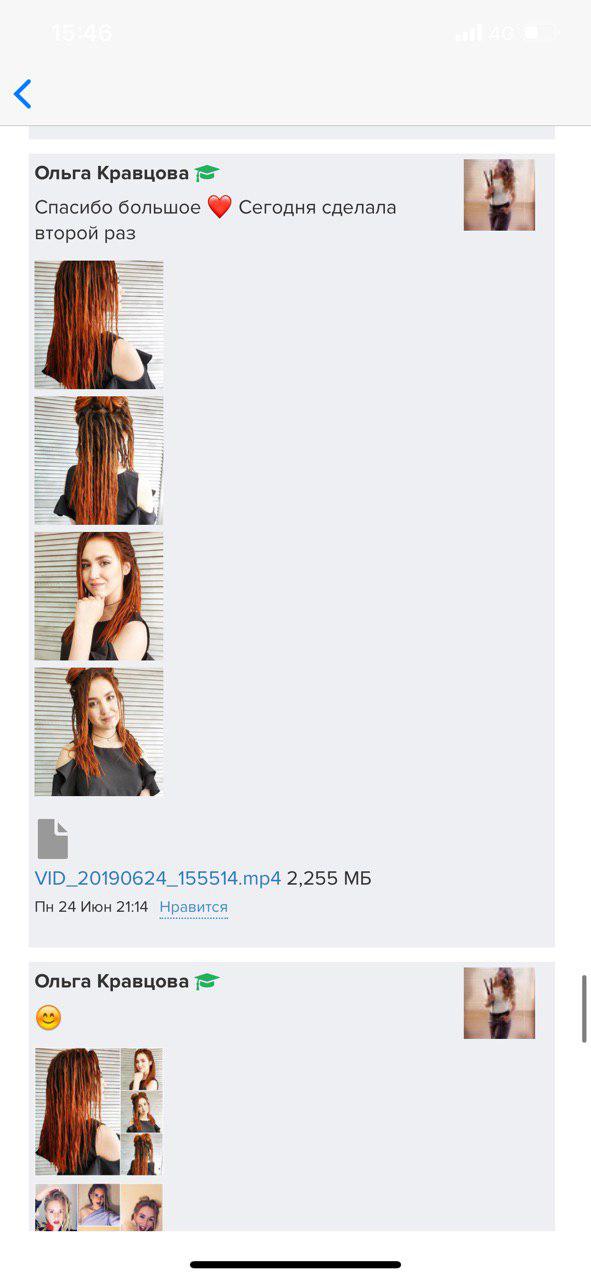 15:46
4G
Ольга Кравцова
Спасибо большое ❤️ Сегодня сделала
второй раз
VID_20190624_155514.mp4 2,255 МБ
Пн 24 Июн 21:14 Нравится
Ольга Кравцова
😊